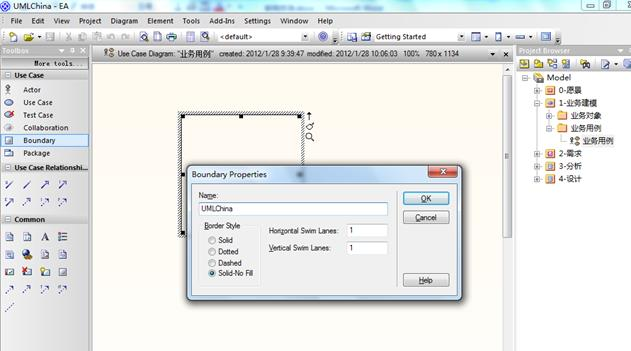 UMLChina - EA
File Edit View Project Diagram Element Tools Add-Ins Settings Window Help
<default> Getting Started
Toolbox
More tools...
Use Case
Actor
Use Case
Test Case
Collaboration
Boundary
Package
Use Case Relationshi...
Common
Use Case Diagram: "业务用例" created: 2012/1/28 9:39:47 modified: 2012/1/28 10:06:03 100% 780 x 1134
Boundary Properties
Name:
UMLChina
OK
Cancel
Help
Border Style
Solid
Dotted
Dashed
Solid-No Fill
Horizontal Swim Lanes: 1
Vertical Swim Lanes: 1
Project Browser
Model
0-愿景
1-业务建模
业务对象
业务用例
业务用例
2-需求
3-分析
4-设计